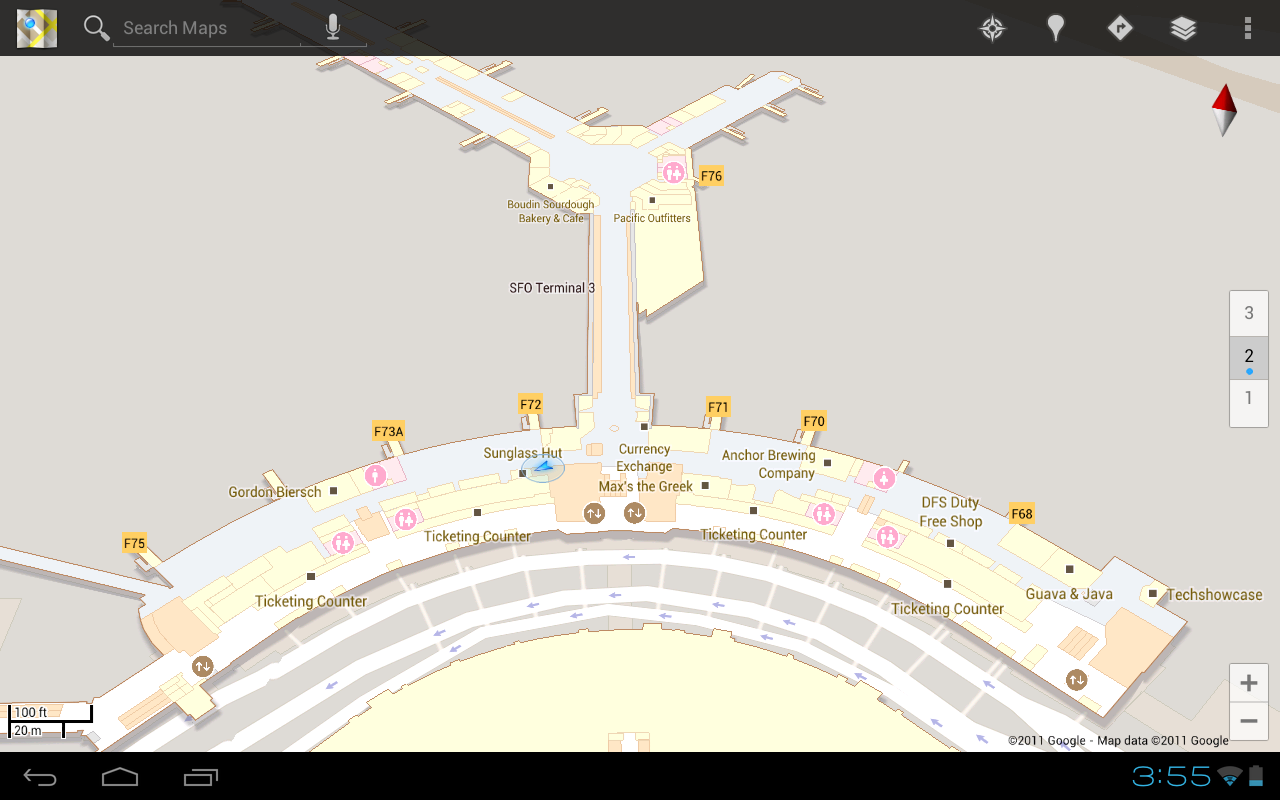 Search Maps
F76
Boudin Sourdough
Bakery & Cafe
Pacific Outfitters
SFO Terminal 3
3
2
1
F72
F71
F73A
F70
Sunglass Hut
Currency
Exchange
Anchor Brewing
Company
Gordon Biersch
Max's the Greek
DFS Duty
Free Shop
F68
F75
Ticketing Counter
Ticketing Counter
Ticketing Counter
Guava & Java
Techshowcase
Ticketing Counter
100 ft
20 m
+
−
©2011 Google - Map data ©2011 Google
3:55